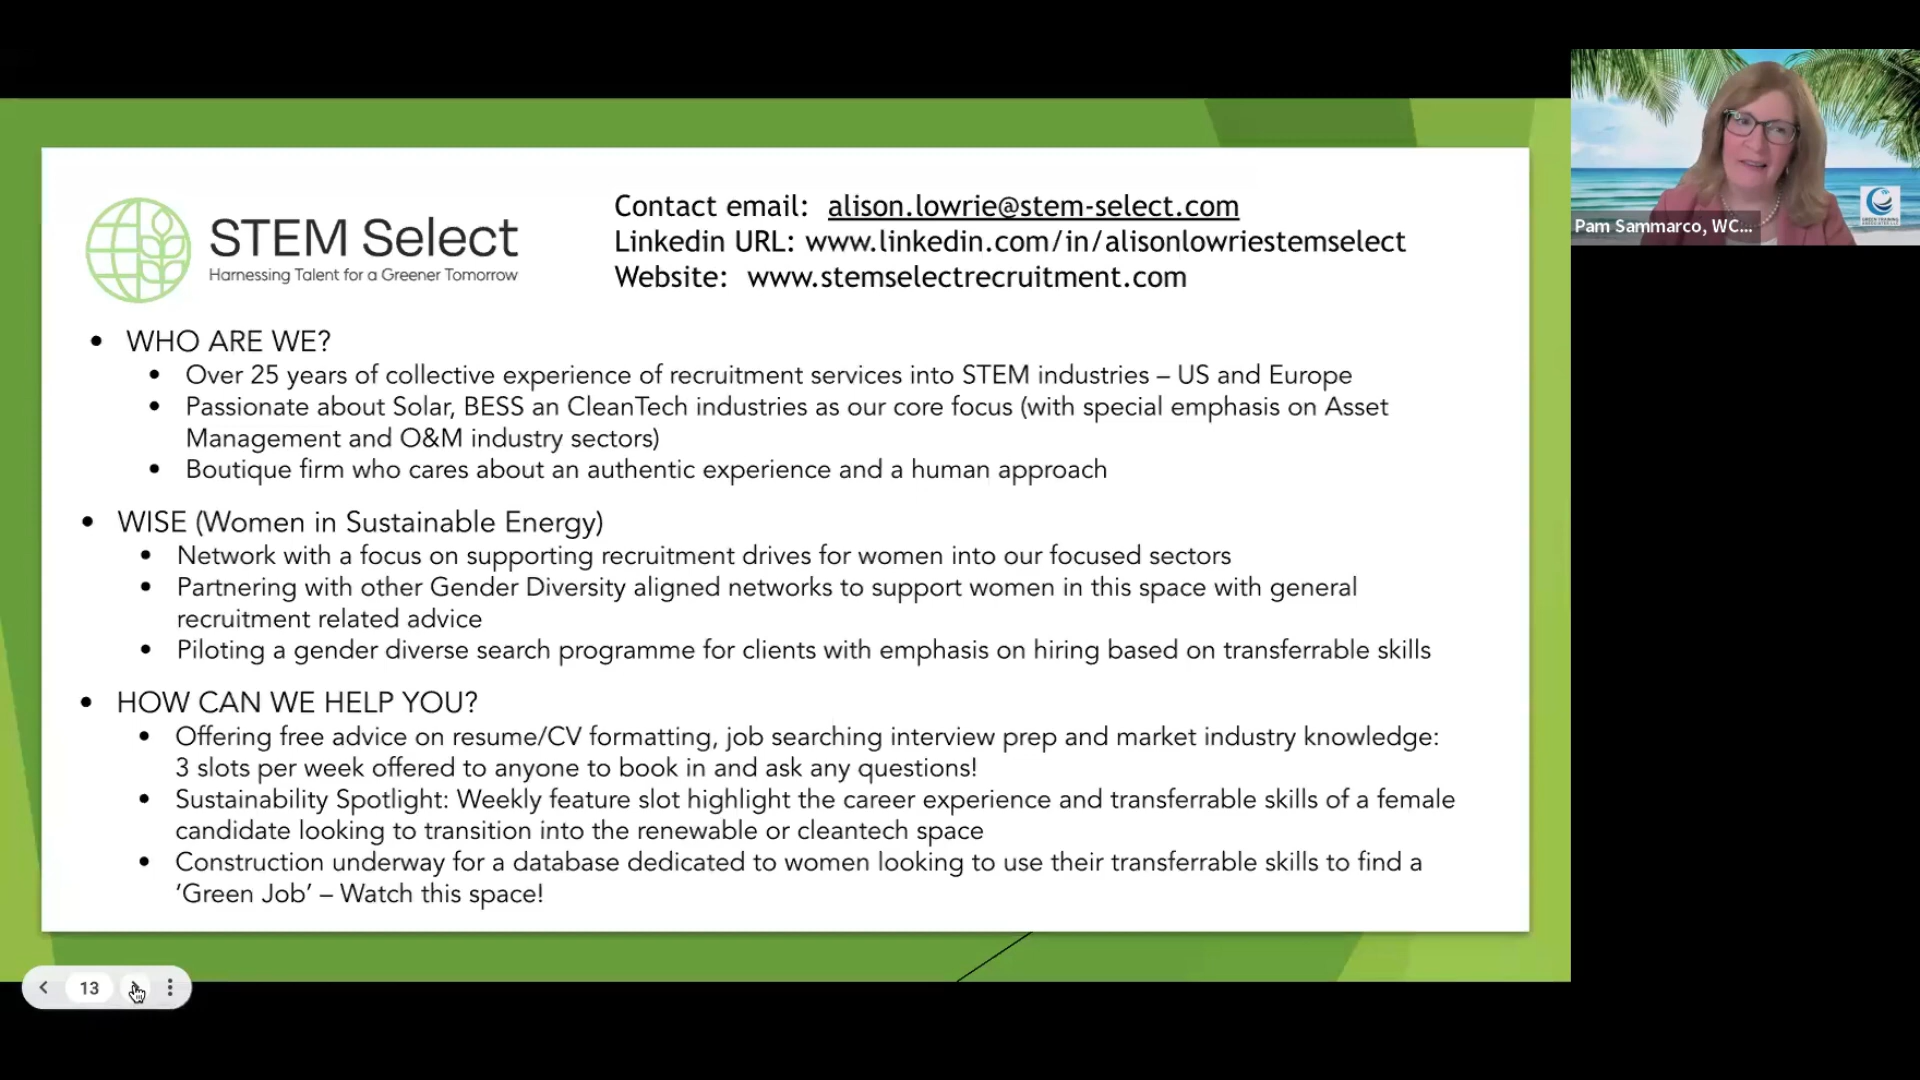 STEM Select
Harnessing Talent for a Greener Tomorrow
Contact email: alison.lowrie@stem-select.com
Linkedin URL: www.linkedin.com/in/alisonlowriestemselect
Website: www.stemselectrecruitment.com
Pam Sammarco, WC...
• WHO ARE WE?
• Over 25 years of collective experience of recruitment services into STEM industries – US and Europe
• Passionate about Solar, BESS an CleanTech industries as our core focus (with special emphasis on Asset
Management and O&M industry sectors)
• Boutique firm who cares about an authentic experience and a human approach
• WISE (Women in Sustainable Energy)
• Network with a focus on supporting recruitment drives for women into our focused sectors
• Partnering with other Gender Diversity aligned networks to support women in this space with general
recruitment related advice
• Piloting a gender diverse search programme for clients with emphasis on hiring based on transferrable skills
• HOW CAN WE HELP YOU?
• Offering free advice on resume/CV formatting, job searching interview prep and market industry knowledge:
3 slots per week offered to anyone to book in and ask any questions!
• Sustainability Spotlight: Weekly feature slot highlight the career experience and transferrable skills of a female
candidate looking to transition into the renewable or cleantech space
• Construction underway for a database dedicated to women looking to use their transferrable skills to find a
‘Green Job’ – Watch this space!
13